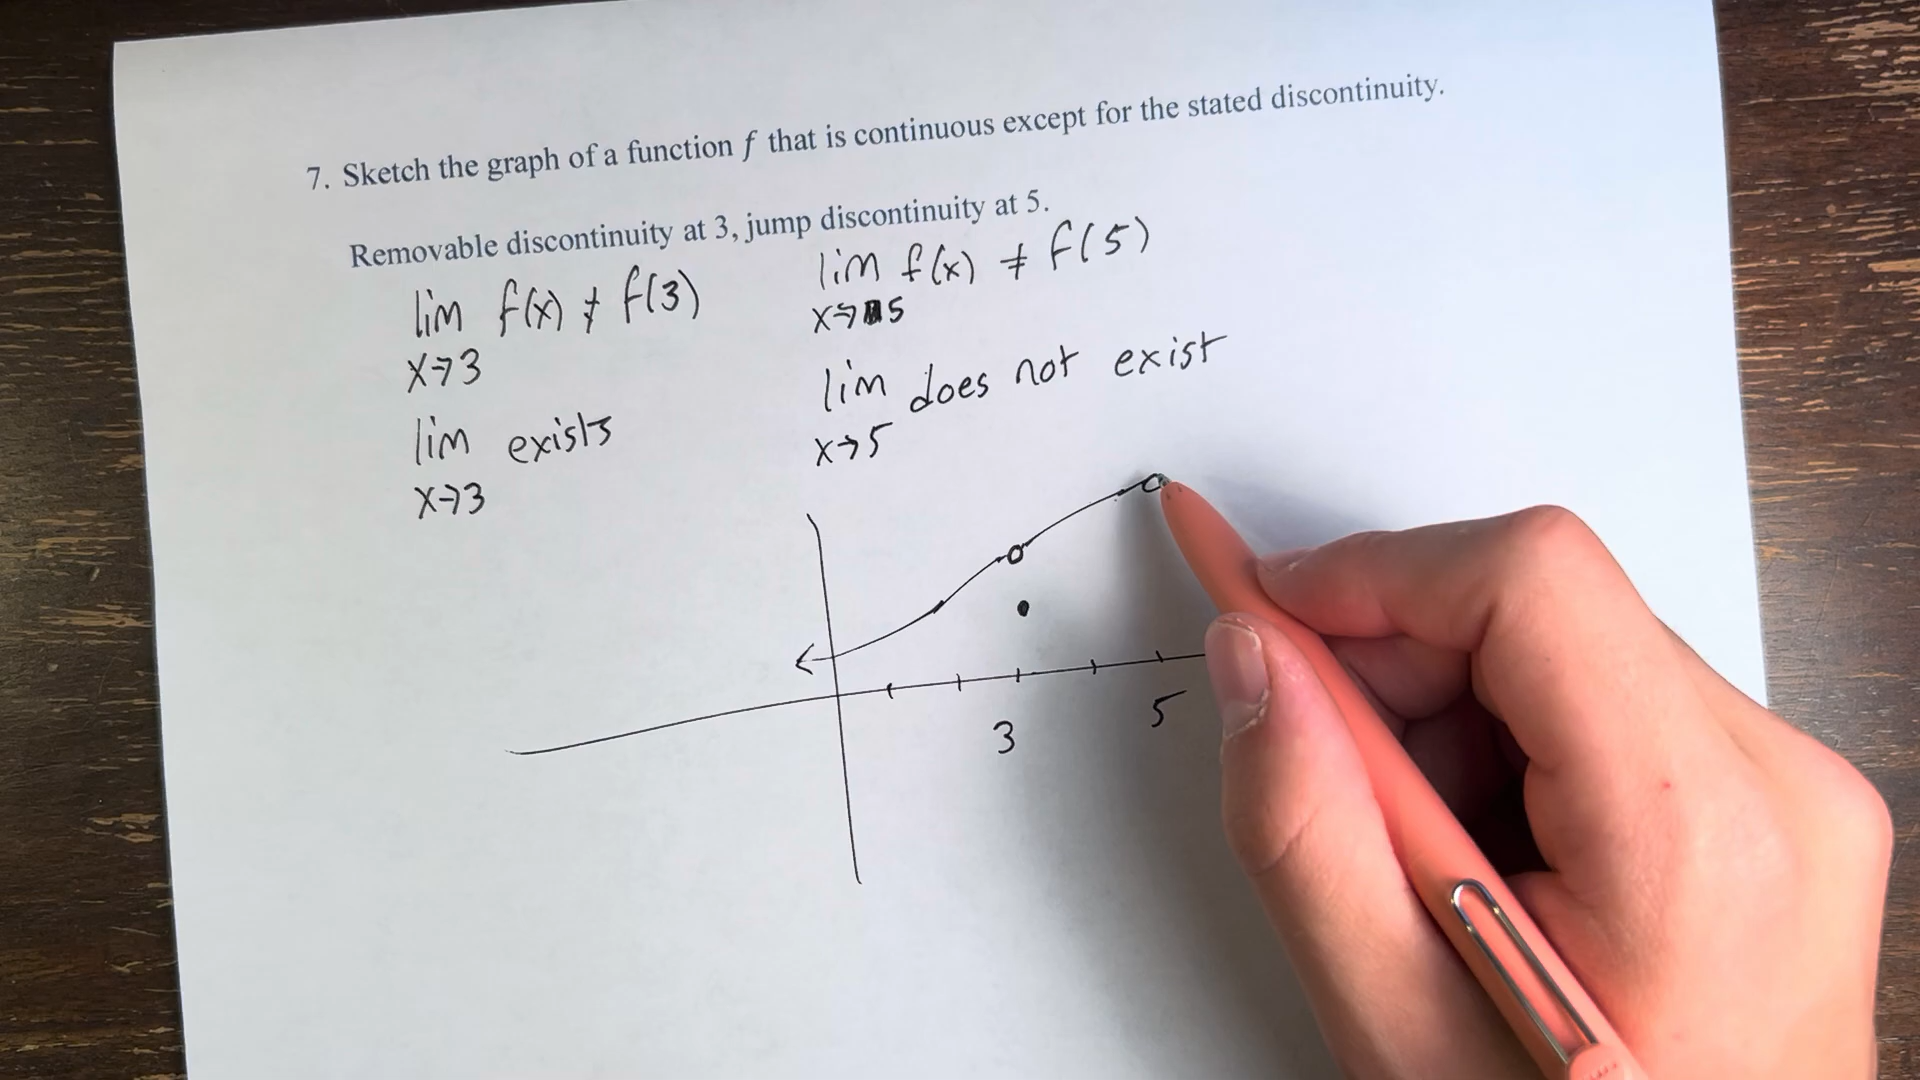 7. Sketch the graph of a function f that is continuous except for the stated discontinuity.
Removable discontinuity at 3, jump discontinuity at 5.
lim f(x) ≠ f(3)
x→3
lim exists
x→3
lim f(x) ≠ f(5)
x→5
lim does not exist
x→5
3
5